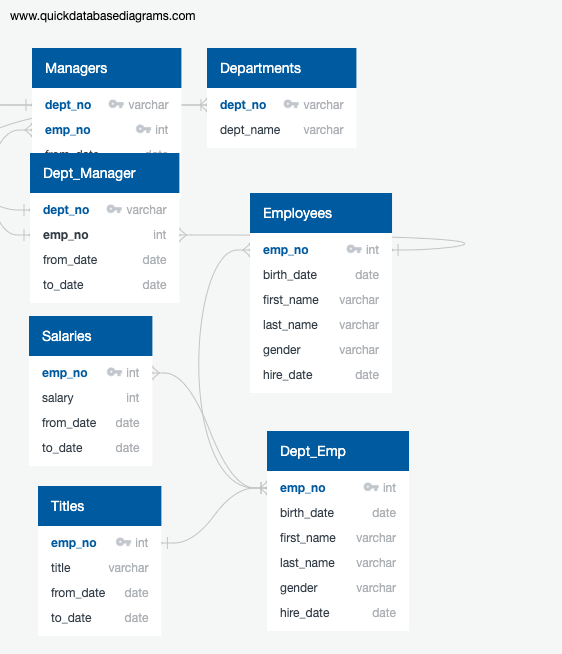 www.quickdatabasediagrams.com
Managers
dept_no varchar
emp_no int
from_date date
Departments
dept_no varchar
dept_name varchar
Dept_Manager
dept_no varchar
emp_no int
from_date date
to_date date
Employees
emp_no int
birth_date date
first_name varchar
last_name varchar
gender varchar
hire_date date
Salaries
emp_no int
salary int
from_date date
to_date date
Dept_Emp
emp_no int
birth_date date
first_name varchar
last_name varchar
gender varchar
hire_date date
Titles
emp_no int
title varchar
from_date date
to_date date